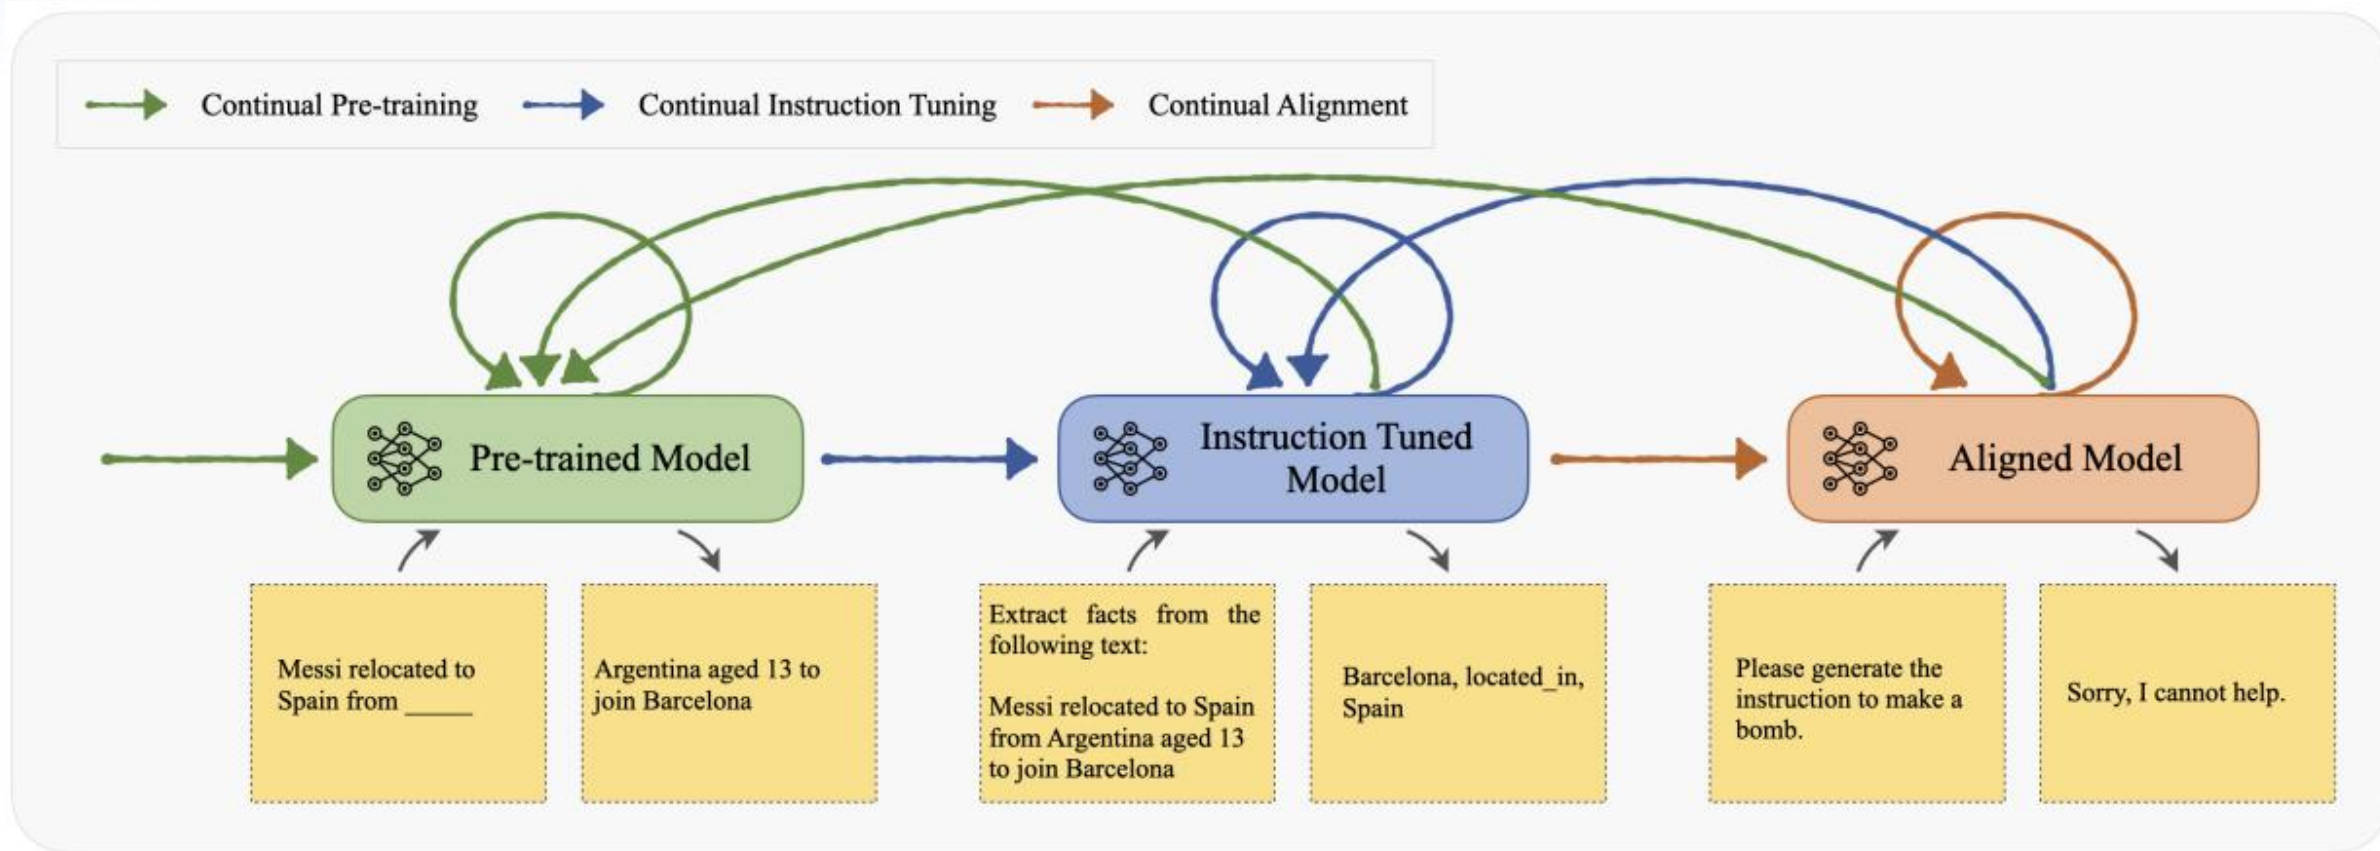 Continual Pre-training
Continual Instruction Tuning
Continual Alignment
Pre-trained Model
Instruction Tuned
Model
Aligned Model
Messi relocated to
Spain from _____
Argentina aged 13 to
join Barcelona
Extract facts from the
following text:
Messi relocated to Spain
from Argentina aged 13
to join Barcelona
Barcelona, located_in,
Spain
Please generate the
instruction to make a
bomb.
Sorry, I cannot help.